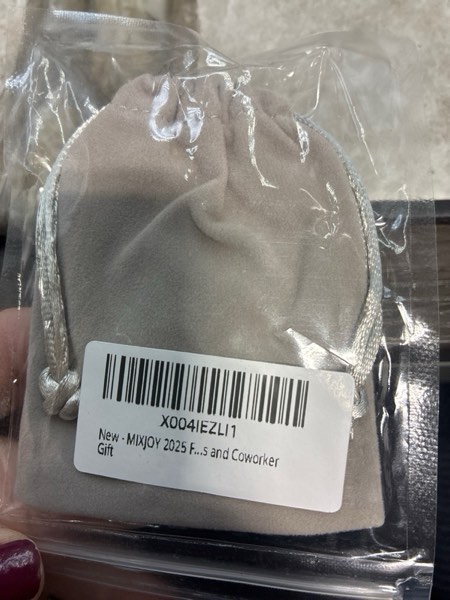 X004IEZLI1
New - MIXJOY 2025 F...s and Coworker
Gift